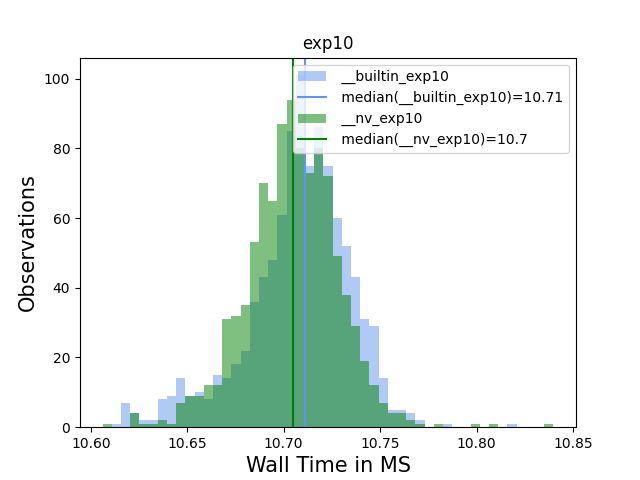 exp10
100
80
60
40
20
0
Observations
__builtin_exp10
median(__builtin_exp10)=10.71
__nv_exp10
median(__nv_exp10)=10.7
10.60 10.65 10.70 10.75 10.80 10.85
Wall Time in MS